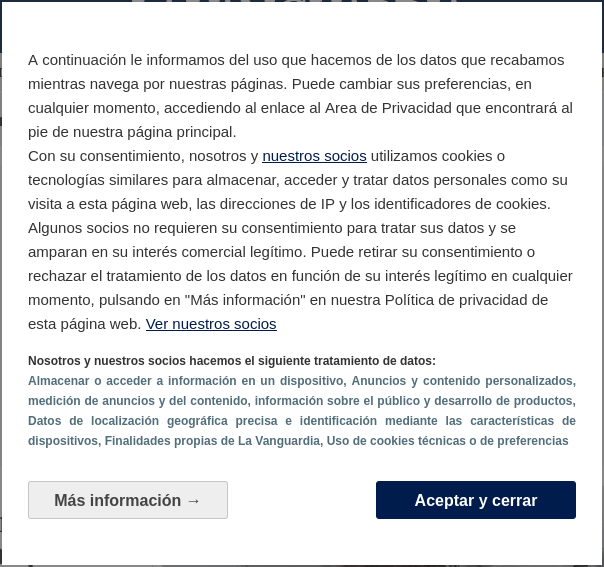 A continuación le informamos del uso que hacemos de los datos que recabamos
mientras navega por nuestras páginas. Puede cambiar sus preferencias, en
cualquier momento, accediendo al enlace al Area de Privacidad que encontrará al
pie de nuestra página principal.
Con su consentimiento, nosotros y nuestros socios utilizamos cookies o
tecnologías similares para almacenar, acceder y tratar datos personales como su
visita a esta página web, las direcciones de IP y los identificadores de cookies.
Algunos socios no requieren su consentimiento para tratar sus datos y se
amparan en su interés comercial legítimo. Puede retirar su consentimiento o
rechazar el tratamiento de los datos en función de su interés legítimo en cualquier
momento, pulsando en "Más información" en nuestra Política de privacidad de
esta página web. Ver nuestros socios
Nosotros y nuestros socios hacemos el siguiente tratamiento de datos:
Almacenar o acceder a información en un dispositivo, Anuncios y contenido personalizados,
medición de anuncios y del contenido, información sobre el público y desarrollo de productos,
Datos de localización geográfica precisa e identificación mediante las características de
dispositivos, Finalidades propias de La Vanguardia, Uso de cookies técnicas o de preferencias
Más información →
Aceptar y cerrar